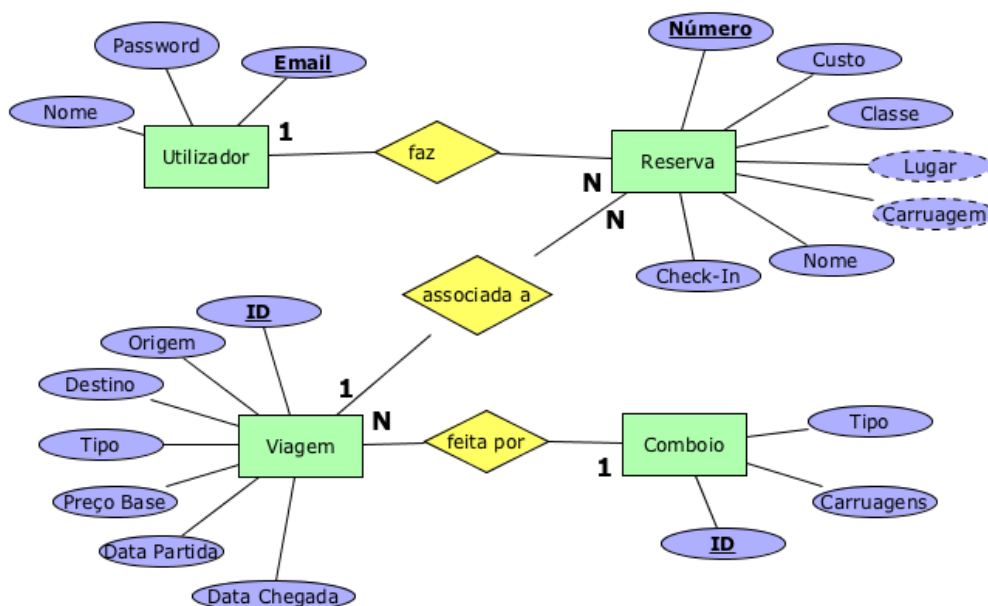 Número
Password
Email
Custo
Nome
Classe
1
Utilizador
faz
Reserva
Lugar
N
Carruagem
N
Nome
Check-In
associada a
ID
Origem
Destino
1
N
Tipo
Tipo
Viagem
feita por
Comboio
1
Preço Base
Carruagens
Data Partida
ID
Data Chegada